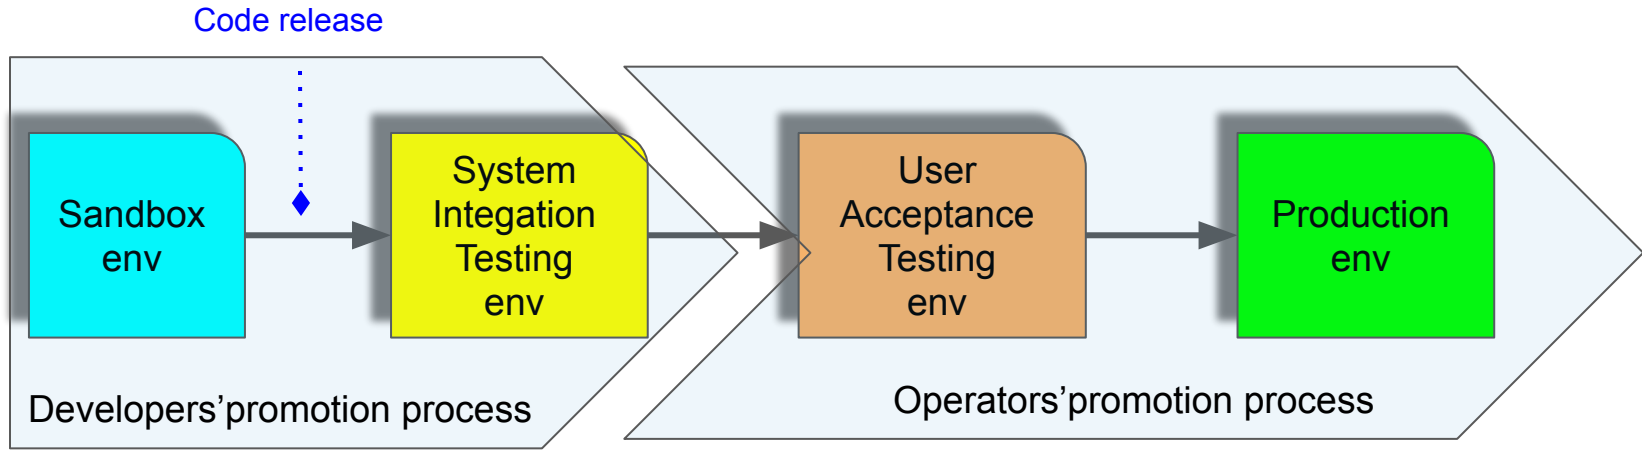 Code release
Sandbox
env
System
Integation
Testing
env
User
Acceptance
Testing
env
Production
env
Developers’promotion process
Operators’promotion process